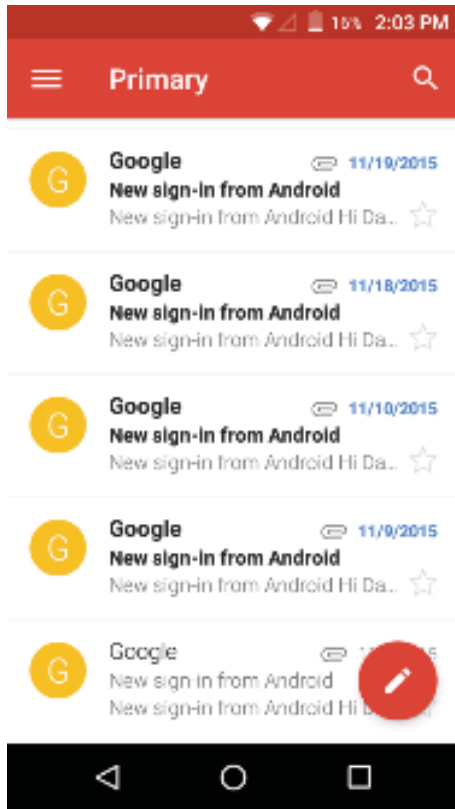 15% 2:03 PM
Primary
G Google 11/19/2015
New sign-in from Android
New sign-in from Android Hi Da...
G Google 11/18/2015
New sign-in from Android
New sign-in from Android Hi Da...
G Google 11/10/2015
New sign-in from Android
New sign-in from Android Hi Da...
G Google 11/9/2015
New sign-in from Android
New sign-in from Android Hi Da...
G Google
New sign-in from Android
New sign-in from Android Hi